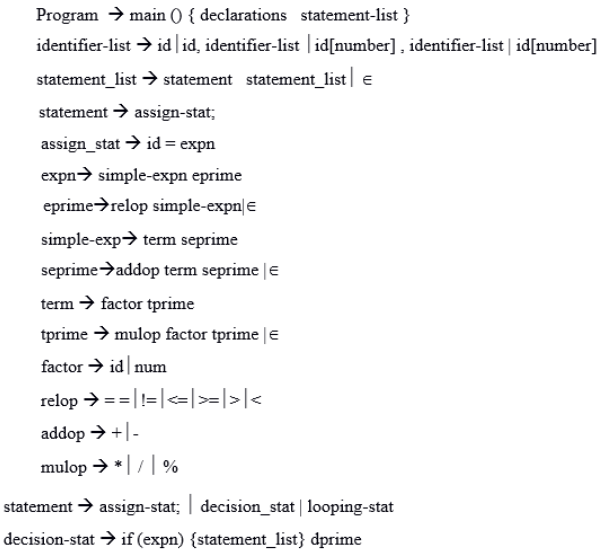 Program → main () { declarations statement-list }
identifier-list → id | id, identifier-list | id[number] , identifier-list | id[number]
statement_list → statement statement_list | ∈
statement → assign-stat;
assign_stat → id = expn
expn → simple-expn eprime
eprime → relop simple-expn|∈
simple-exp → term seprime
seprime → addop term seprime |∈
term → factor tprime
tprime → mulop factor tprime |∈
factor → id | num
relop → = = | != | <= | >= | > | <
addop → + | -
mulop → * | / | %
statement → assign-stat; | decision_stat | looping-stat
decision-stat → if (expn) {statement_list} dprime